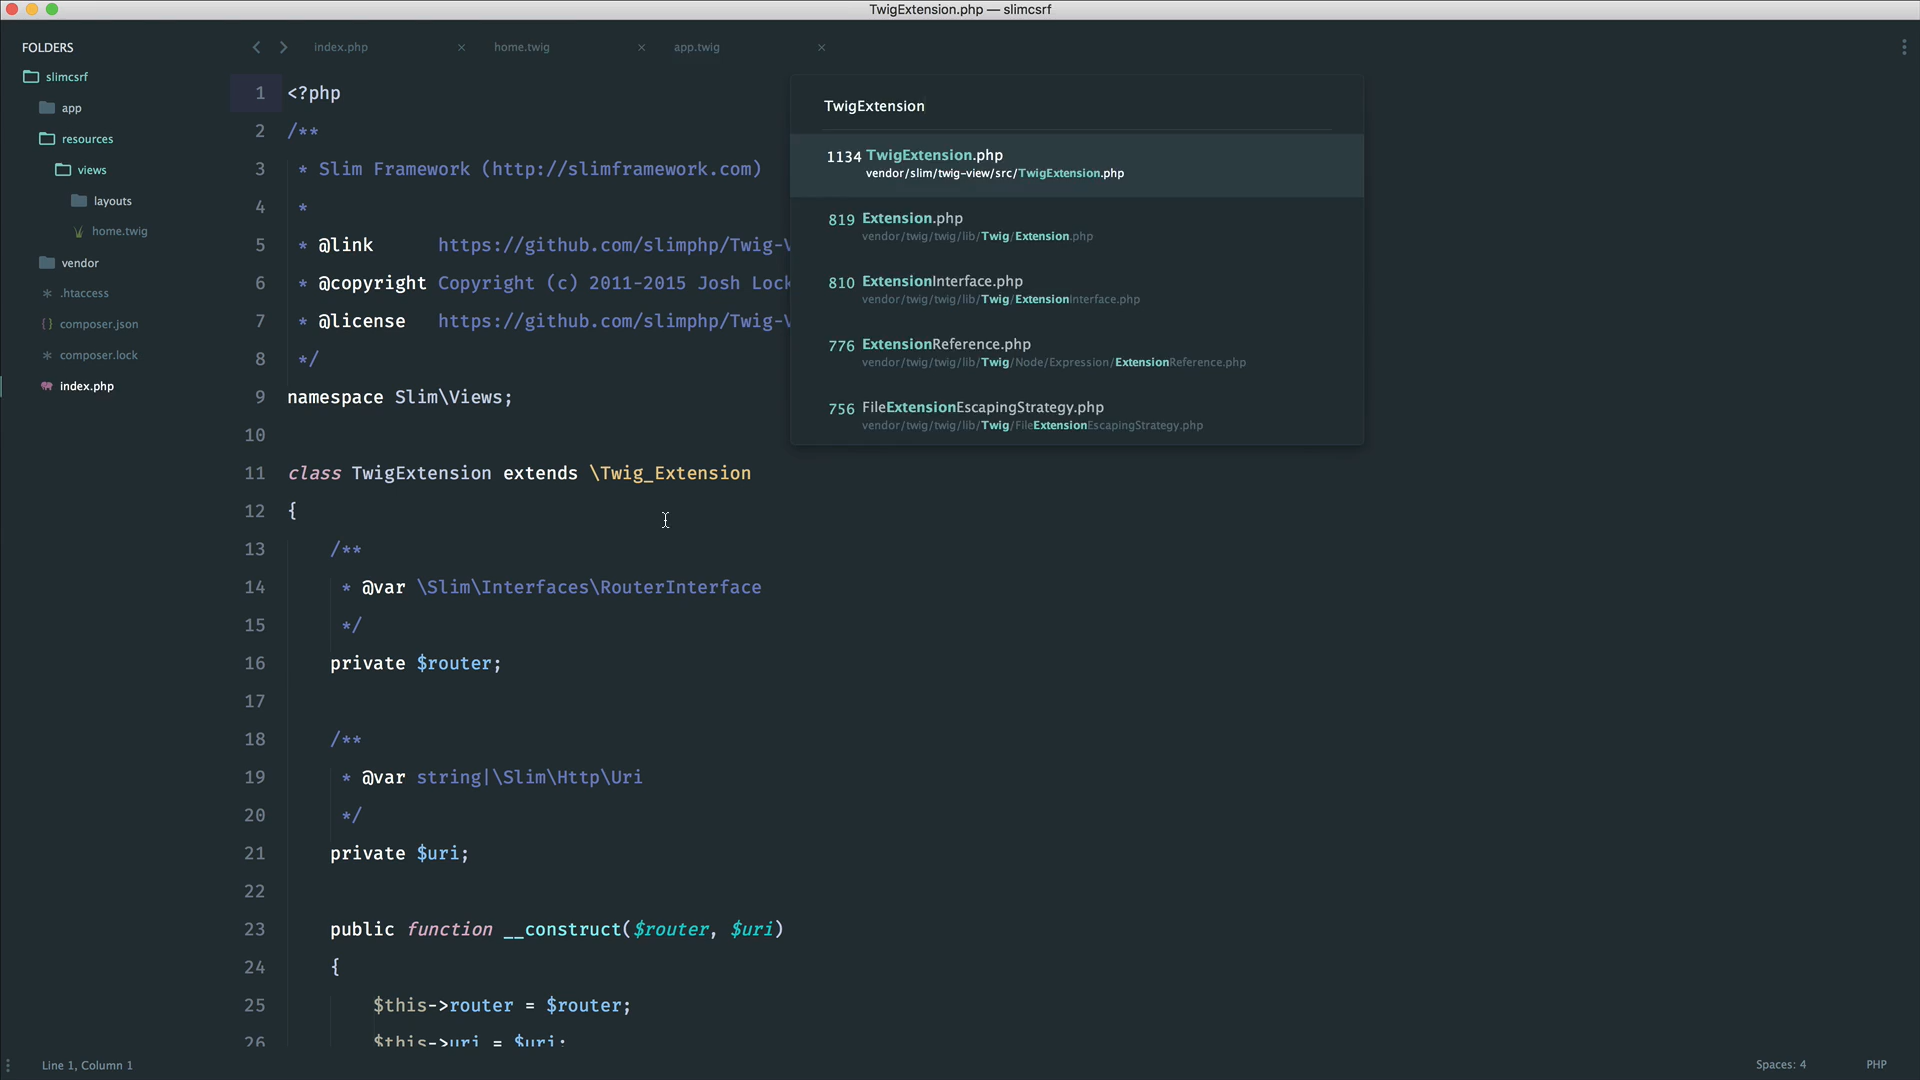 TwigExtension.php — slimcsrf
FOLDERS
slimcsrf
app
resources
views
layouts
home.twig
vendor
.htaccess
composer.json
composer.lock
index.php
index.php × home.twig × app.twig ×
1 <?php
2 /**
3 * Slim Framework (http://slimframework.com)
4 *
5 * @link https://github.com/slimphp/Twig-V
6 * @copyright Copyright (c) 2011-2015 Josh Lock
7 * @license https://github.com/slimphp/Twig-V
8 */
9 namespace Slim\Views;
10
11 class TwigExtension extends \Twig_Extension
12 {
13 /**
14 * @var \Slim\Interfaces\RouterInterface
15 */
16 private $router;
17
18 /**
19 * @var string|\Slim\Http\Uri
20 */
21 private $uri;
22
23 public function __construct($router, $uri)
24 {
25 $this->router = $router;
26 $this->uri = $uri;
TwigExtension
1134 TwigExtension.php
vendor/slim/twig-view/src/TwigExtension.php
819 Extension.php
vendor/twig/twig/lib/Twig/Extension.php
810 ExtensionInterface.php
vendor/twig/twig/lib/Twig/ExtensionInterface.php
776 ExtensionReference.php
vendor/twig/twig/lib/Twig/Node/Expression/ExtensionReference.php
756 FileExtensionEscapingStrategy.php
vendor/twig/twig/lib/Twig/FileExtensionEscapingStrategy.php
Line 1, Column 1
Spaces: 4
PHP